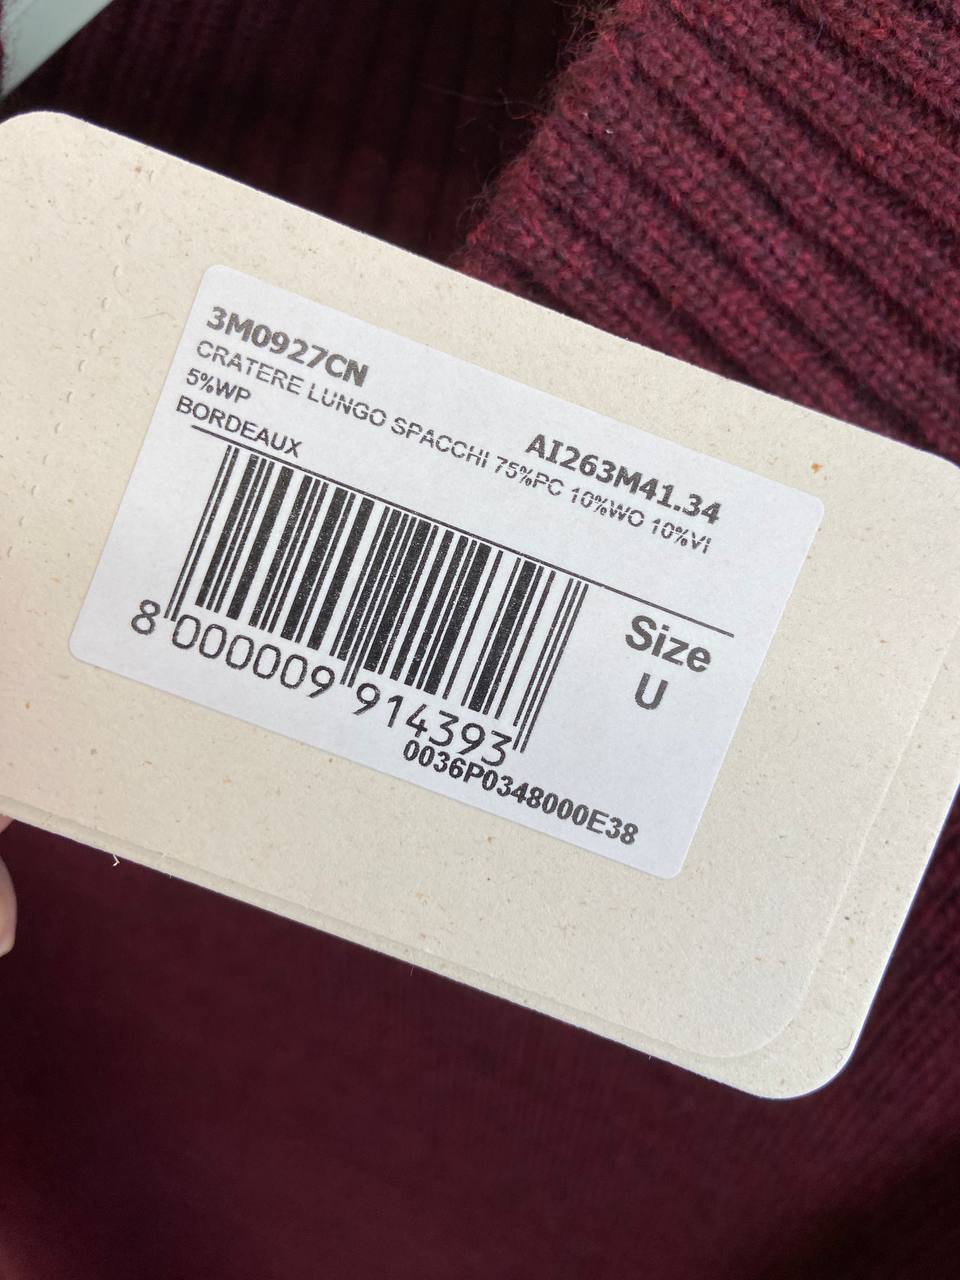 3M0927CN AI263M41.34
CRATERE LUNGO SPACCHI 75%PC 10%WO 10%VI
5%WP
BORDEAUX
Size
U
8 000009 914393
0036P0348000E38